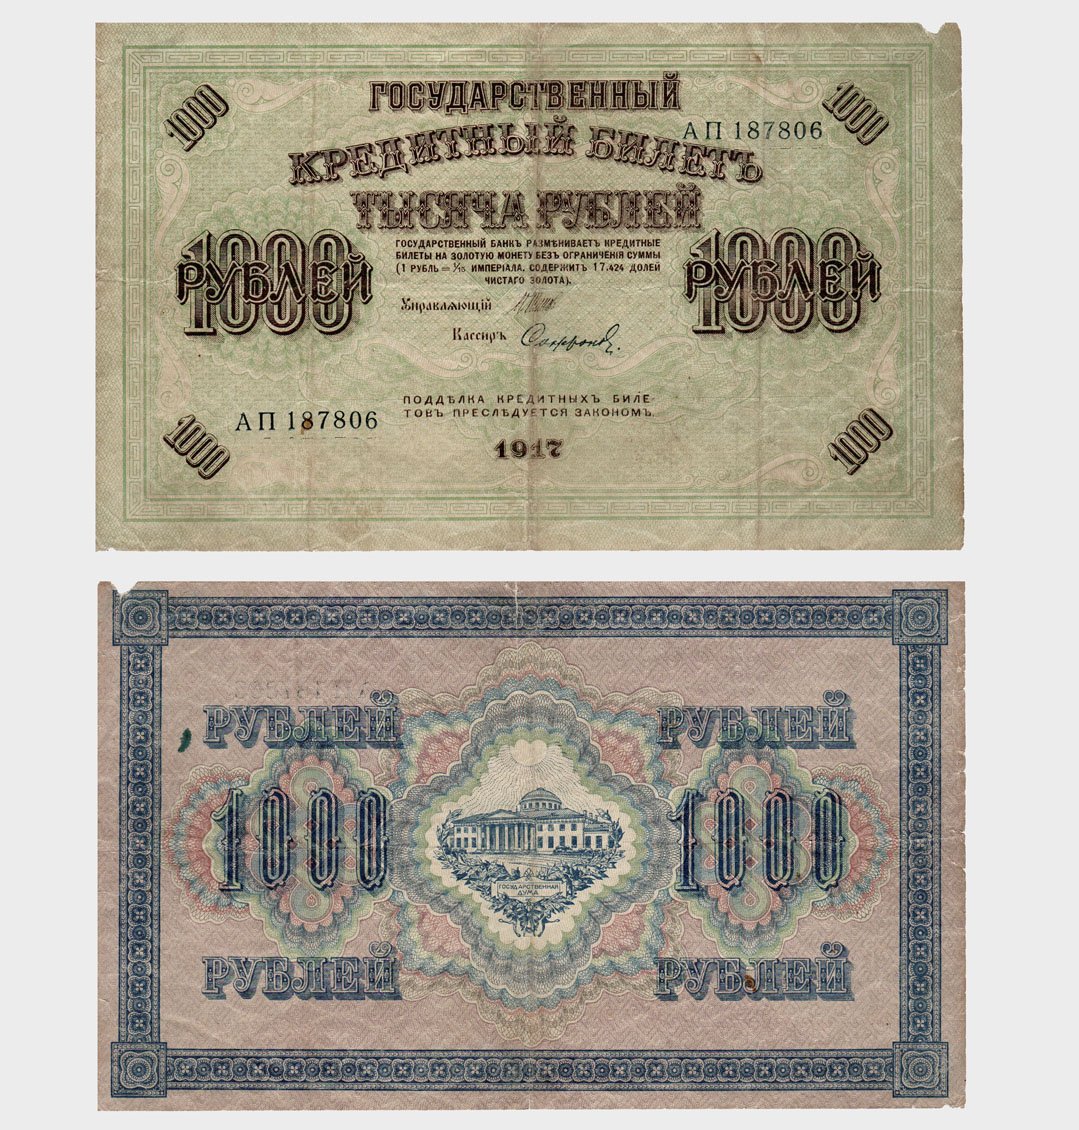 1000
1000
ГОСУДАРСТВЕННЫЙ
АП 187806
КРЕДИТНЫЙ БИЛЕТЪ
ТЫСЯЧА РУБЛЕЙ
1000
РУБЛЕЙ
1000
РУБЛЕЙ
ГОСУДАРСТВЕННЫЙ БАНКЪ РАЗМѢНИВАЕТЪ КРЕДИТНЫЕ
БИЛЕТЫ НА ЗОЛОТУЮ МОНЕТУ БЕЗЪ ОГРАНИЧЕНІЯ СУММЫ
(1 РУБЛЬ = 1/15 ИМПЕРІАЛА, СОДЕРЖИТЪ 17.424 ДОЛЕЙ
ЧИСТАГО ЗОЛОТА).
Управляющій
Кассиръ Сафронов
ПОДДѢЛКА КРЕДИТНЫХЪ БИЛЕ-
ТОВЪ ПРЕСЛѢДУЕТСЯ ЗАКОНОМЪ.
АП 187806
1917
1000
1000
РУБЛЕЙ
РУБЛЕЙ
1000
1000
ГОСУДАРСТВЕННАЯ
ДУМА
РУБЛЕЙ
РУБЛЕЙ